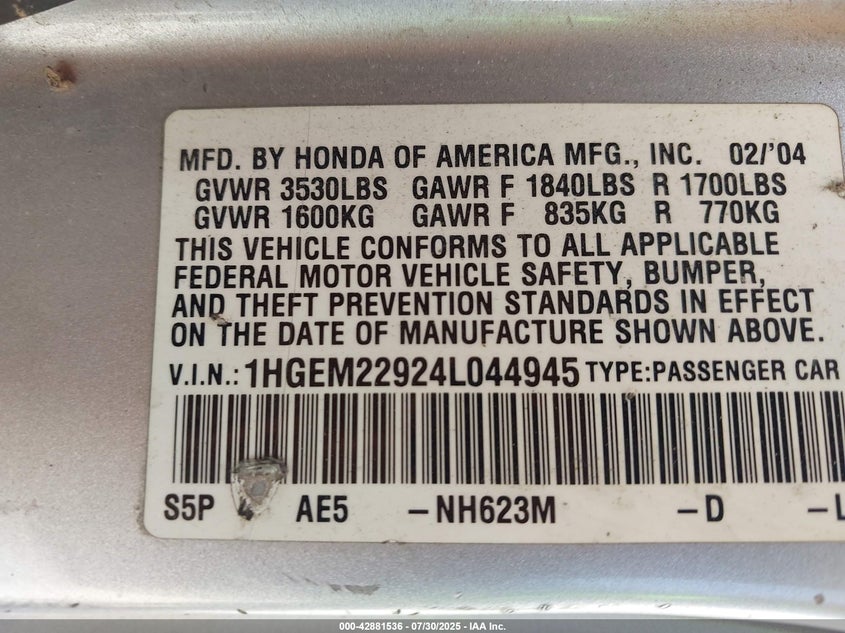 MFD. BY HONDA OF AMERICA MFG., INC. 02/'04
GVWR 3530LBS GAWR F 1840LBS R 1700LBS
GVWR 1600KG GAWR F 835KG R 770KG
THIS VEHICLE CONFORMS TO ALL APPLICABLE
FEDERAL MOTOR VEHICLE SAFETY, BUMPER,
AND THEFT PREVENTION STANDARDS IN EFFECT
ON THE DATE OF MANUFACTURE SHOWN ABOVE.
V.I.N.: 1HGEM22924L044945 TYPE:PASSENGER CAR
S5P AE5 -NH623M -D -L
000-42881536 - 07/30/2025 - IAA Inc.